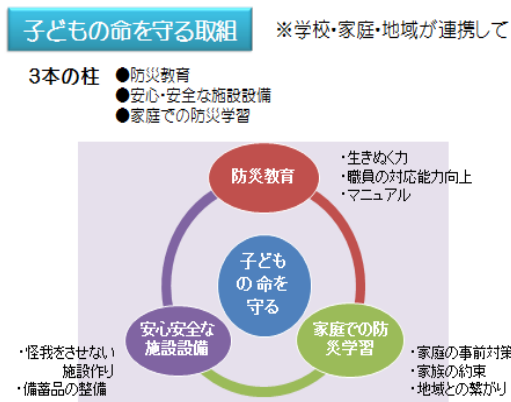 子どもの命を守る取組
※学校・家庭・地域が連携して
3本の柱
●防災教育
●安心・安全な施設設備
●家庭での防災学習
防災教育
・生きぬく力
・職員の対応能力向上
・マニュアル
子ども
の命を
守る
安心安全な
施設設備
・怪我をさせない
施設作り
・備蓄品の整備
家庭での防
災学習
・家庭の事前対策
・家族の約束
・地域との繋がり